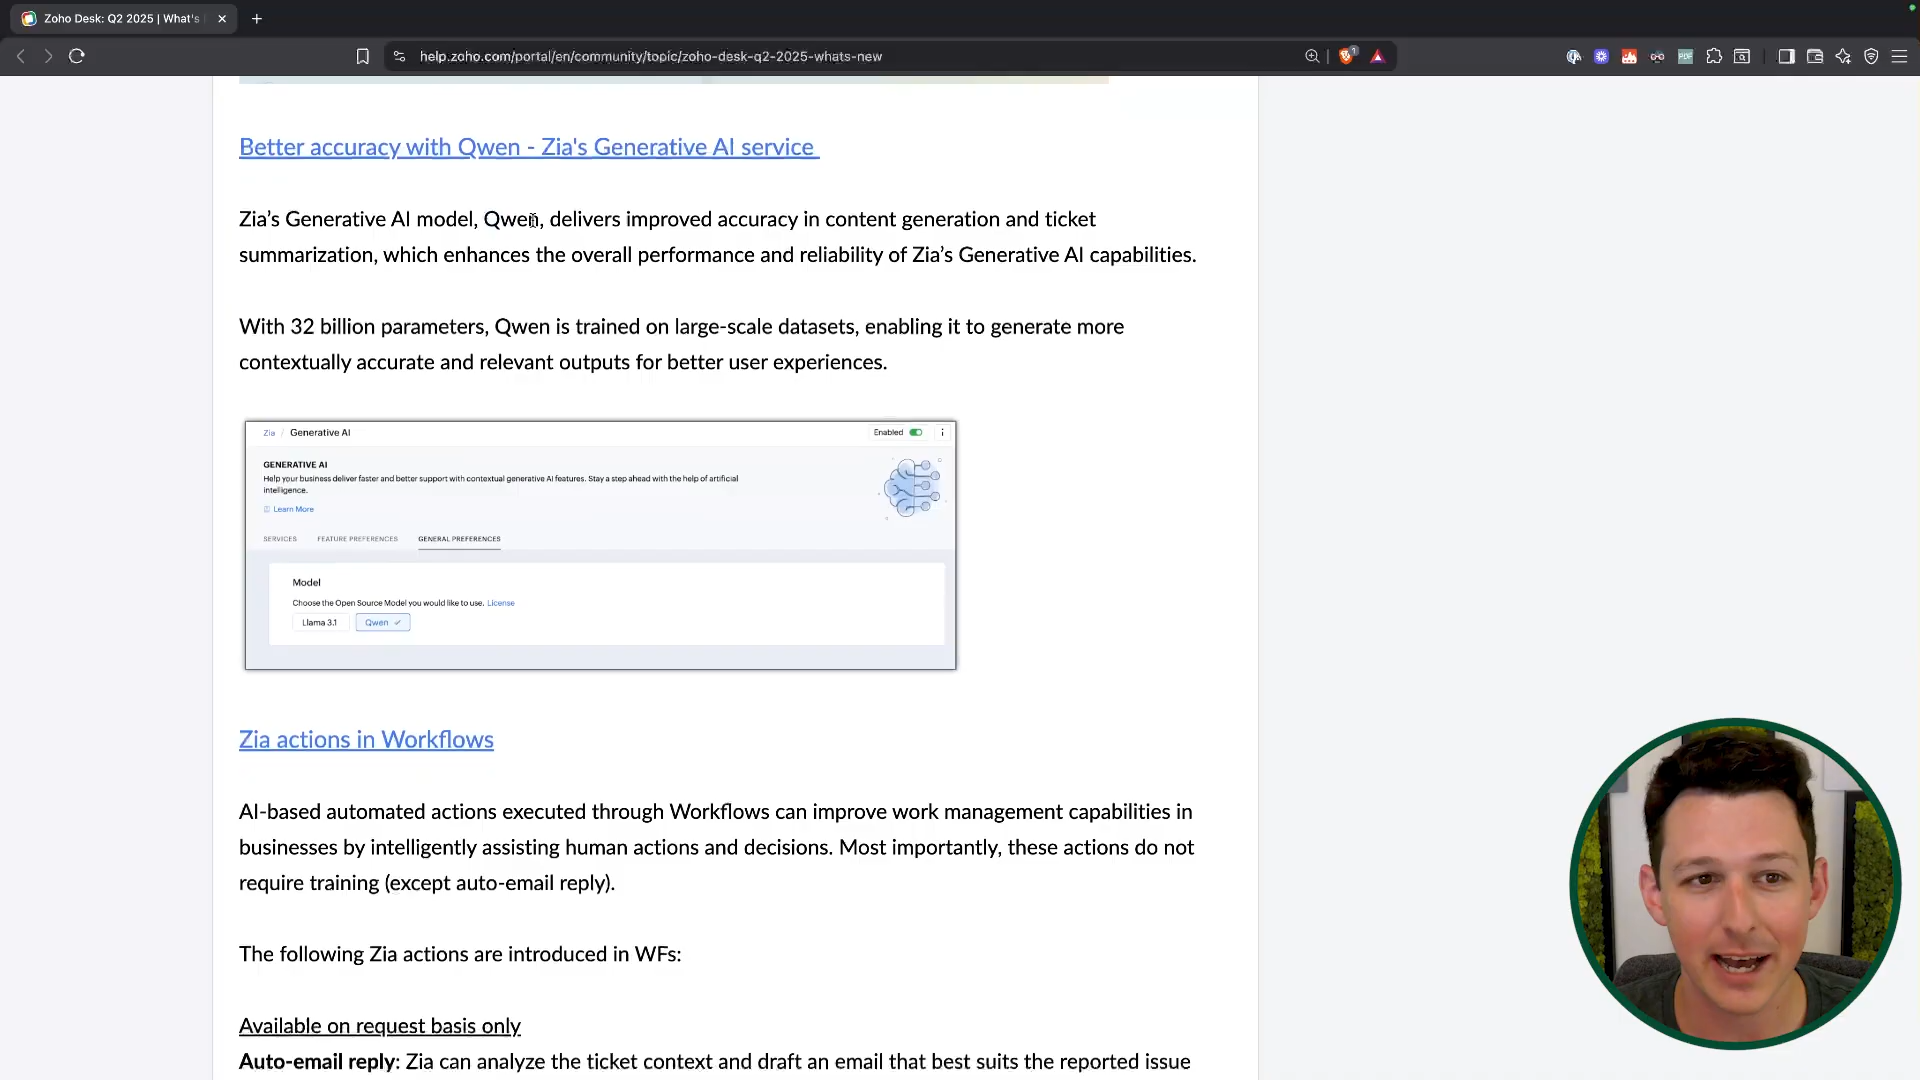 Zoho Desk: Q2 2025 | What's
help.zoho.com/portal/en/community/topic/zoho-desk-q2-2025-whats-new
1
PDF
Better accuracy with Qwen - Zia's Generative AI service
Zia’s Generative AI model, Qwen, delivers improved accuracy in content generation and ticket
summarization, which enhances the overall performance and reliability of Zia’s Generative AI capabilities.
With 32 billion parameters, Qwen is trained on large-scale datasets, enabling it to generate more
contextually accurate and relevant outputs for better user experiences.
Zia / Generative AI
Enabled
GENERATIVE AI
Help your business deliver faster and better support with contextual generative AI features. Stay a step ahead with the help of artificial
intelligence.
Learn More
SERVICES FEATURE PREFERENCES GENERAL PREFERENCES
Model
Choose the Open Source Model you would like to use. License
Llama 3.1 Qwen
Zia actions in Workflows
AI-based automated actions executed through Workflows can improve work management capabilities in
businesses by intelligently assisting human actions and decisions. Most importantly, these actions do not
require training (except auto-email reply).
The following Zia actions are introduced in WFs:
Available on request basis only
Auto-email reply: Zia can analyze the ticket context and draft an email that best suits the reported issue